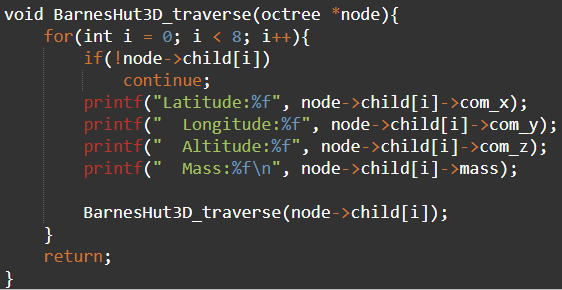 void BarnesHut3D_traverse(octree *node){
    for(int i = 0; i < 8; i++){
        if(!node->child[i])
            continue;
        printf("Latitude:%f", node->child[i]->com_x);
        printf("  Longitude:%f", node->child[i]->com_y);
        printf("  Altitude:%f", node->child[i]->com_z);
        printf("  Mass:%f\n", node->child[i]->mass);

        BarnesHut3D_traverse(node->child[i]);
    }
    return;
}